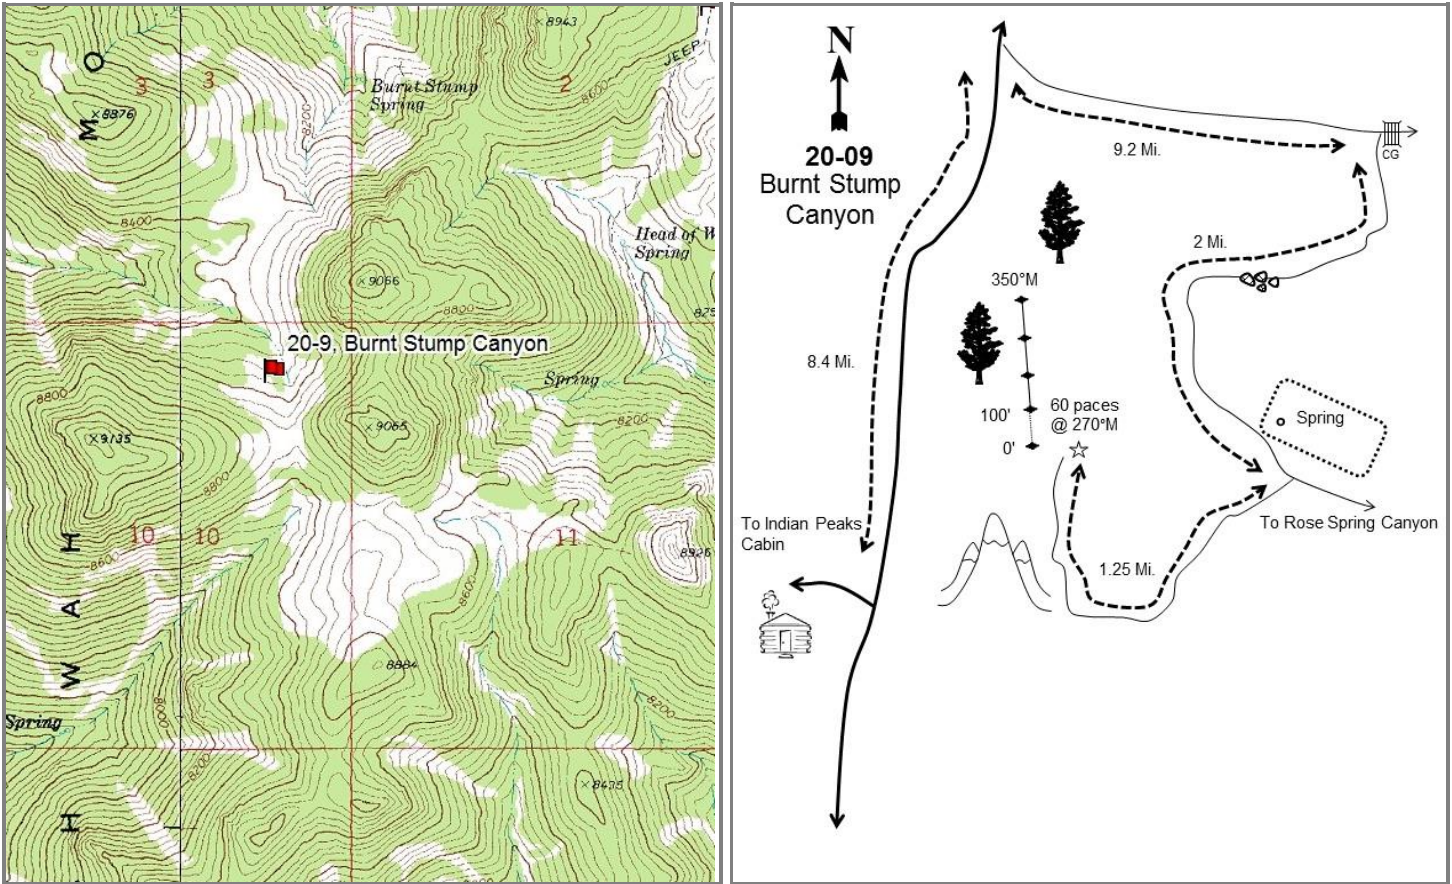 8943
JEEP
3
3
2
Burnt Stump
Spring
8600
8876
8200
O
M
8400
Head of W
Spring
9066
8800
825
20-9, Burnt Stump Canyon
Spring
8800
8200
9065
9135
8800
10
10
11
8926
8600
8600
H
A
W
H
8884
8200
8000
Spring
8200
8435
N
20-09
Burnt Stump
Canyon
9.2 Mi.
CG
2 Mi.
350°M
8.4 Mi.
100'
60 paces
@ 270°M
0'
Spring
To Indian Peaks
Cabin
To Rose Spring Canyon
1.25 Mi.